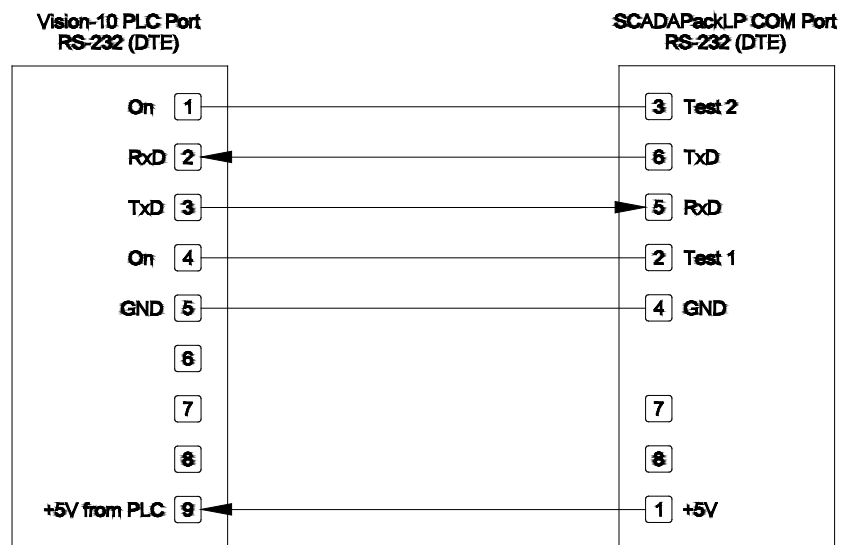 Vision-10 PLC Port
RS-232 (DTE)
SCADAPackLP COM Port
RS-232 (DTE)
On 1 3 Test 2
RxD 2 6 TxD
TxD 3 5 RxD
On 4 2 Test 1
GND 5 4 GND
6
7 7
8 8
+5V from PLC 9 1 +5V